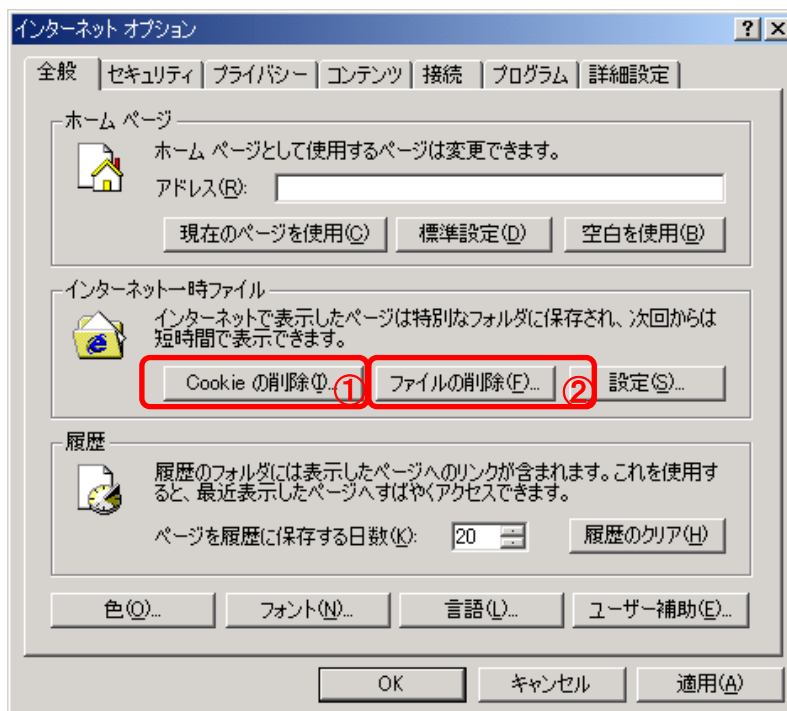 インターネット オプション
全般 セキュリティ プライバシー コンテンツ 接続 プログラム 詳細設定
ホーム ページ
ホーム ページとして使用するページは変更できます。
アドレス(R):
現在のページを使用(C) 標準設定(D) 空白を使用(B)
インターネット一時ファイル
インターネットで表示したページは特別なフォルダに保存され、次回からは
短時間で表示できます。
Cookie の削除(I)... ① ファイルの削除(F)... ② 設定(S)...
履歴
履歴のフォルダには表示したページへのリンクが含まれます。これを使用す
ると、最近表示したページへすばやくアクセスできます。
ページを履歴に保存する日数(K): 20 履歴のクリア(H)
色(O)... フォント(N)... 言語(L)... ユーザー補助(E)...
OK キャンセル 適用(A)